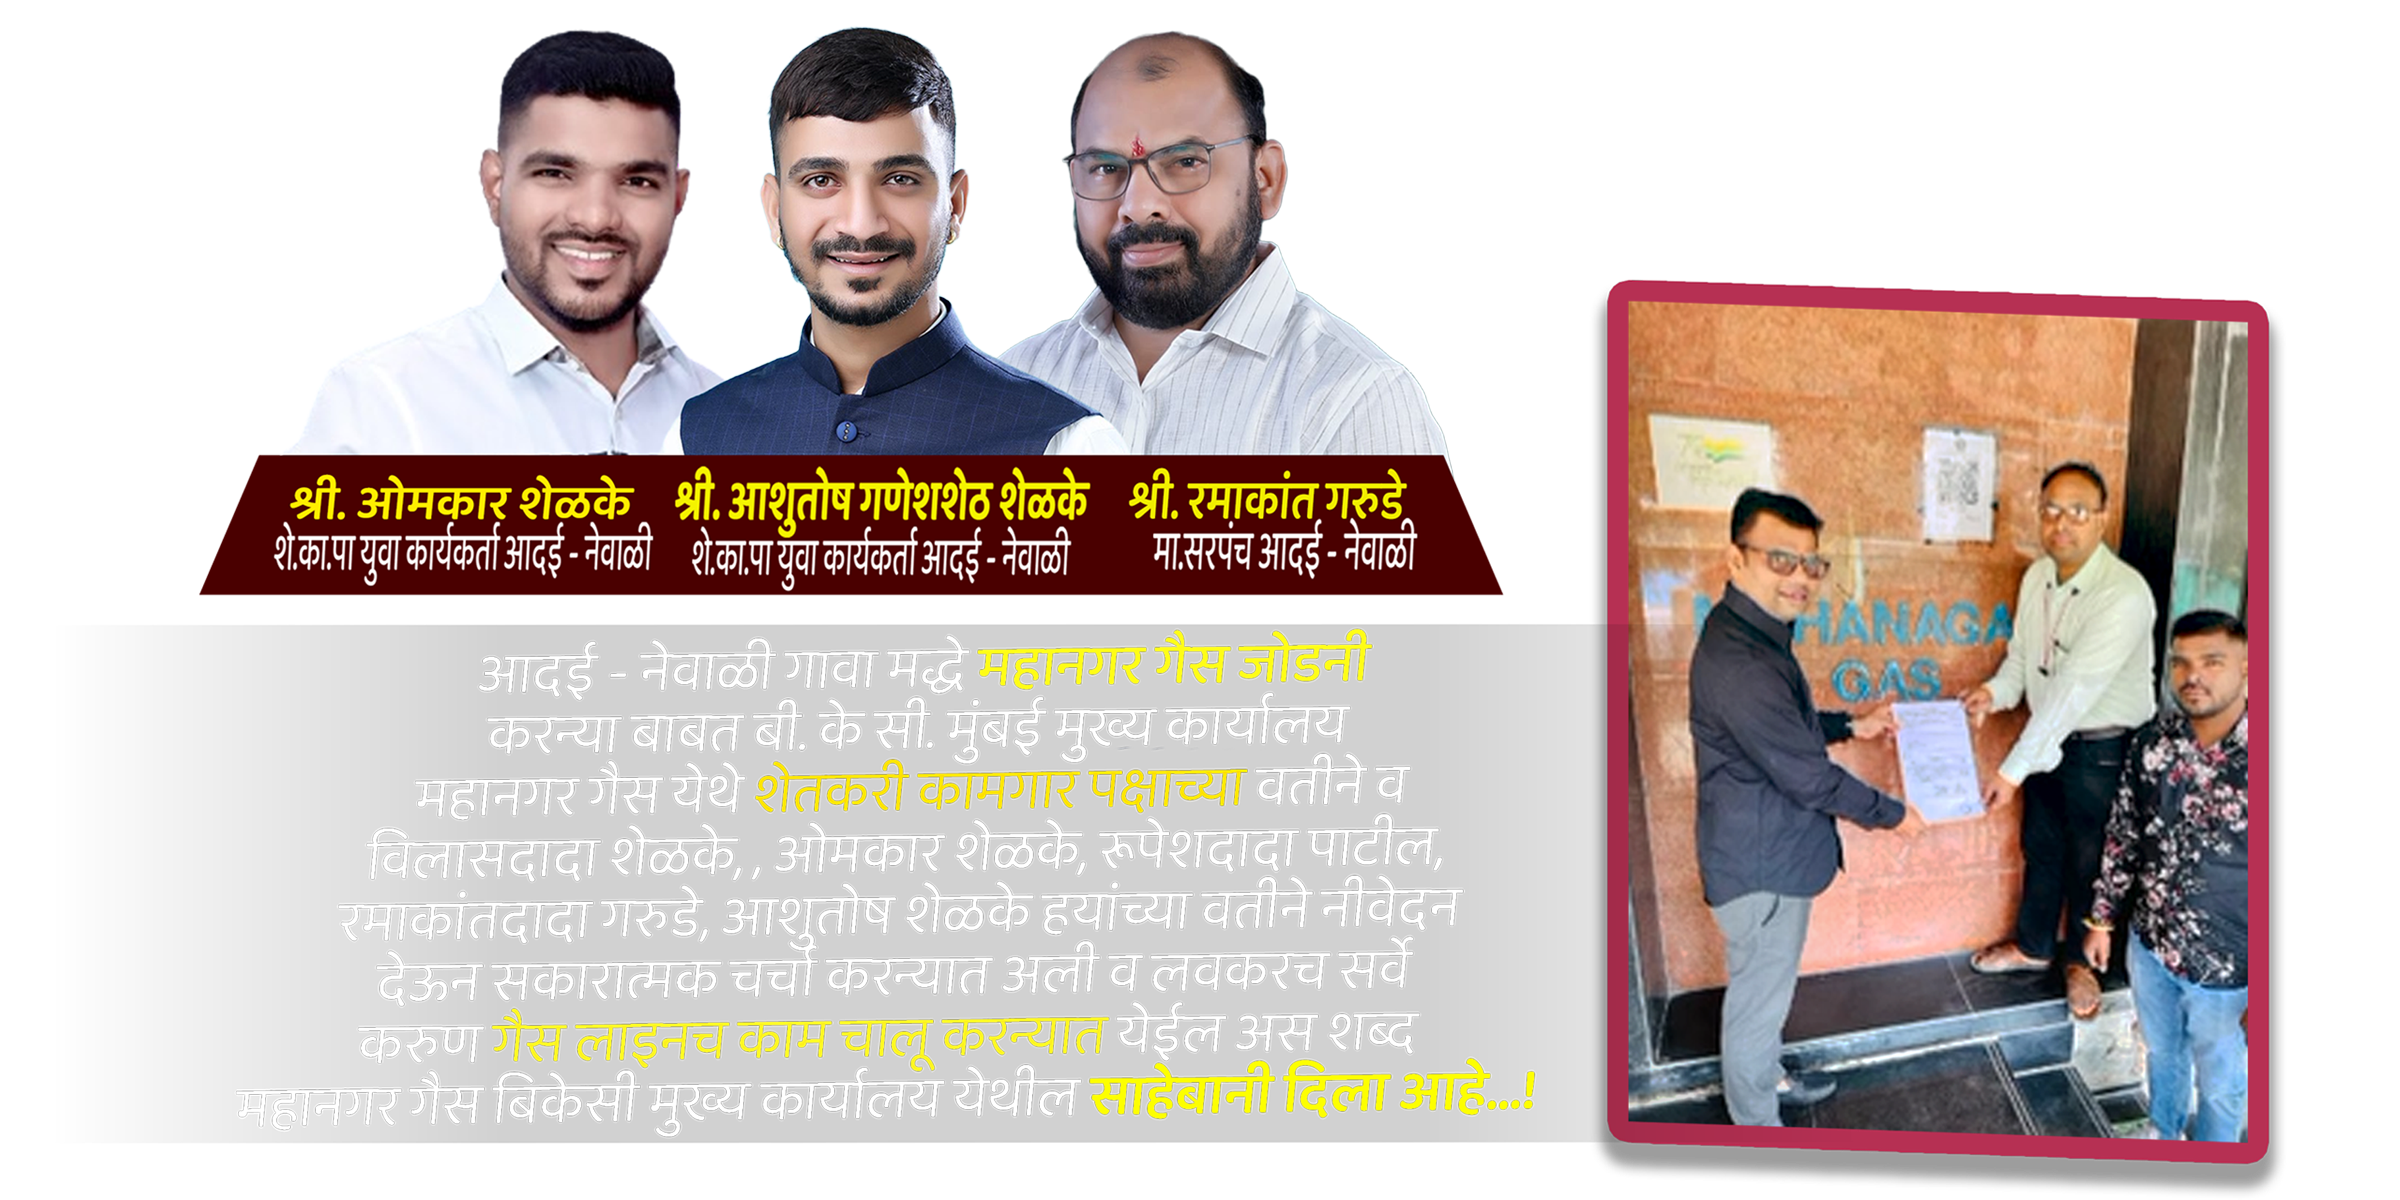 श्री. ओमकार शेळके
शे.का.पा युवा कार्यकर्ता आदई - नेवाळी
श्री. आशुतोष गणेशशेठ शेळके
शे.का.पा युवा कार्यकर्ता आदई - नेवाळी
श्री. रमाकांत गरुडे
मा.सरपंच आदई - नेवाळी
आदई - नेवाळी गावा मद्धे महानगर गैस जोडनी
करन्या बाबत बी. के सी. मुंबई मुख्य कार्यालय
महानगर गैस येथे शेतकरी कामगार पक्षाच्या वतीने व
विलासदादा शेळके, , ओमकार शेळके, रूपेशदादा पाटील,
रमाकांतदादा गरुडे, आशुतोष शेळके हयांच्या वतीने नीवेदन
देऊन सकारात्मक चर्चा करन्यात अली व लवकरच सर्वे
करुण गैस लाइनच काम चालू करन्यात येईल अस शब्द
महानगर गैस बिकेसी मुख्य कार्यालय येथील साहेबानी दिला आहे...!
GAS